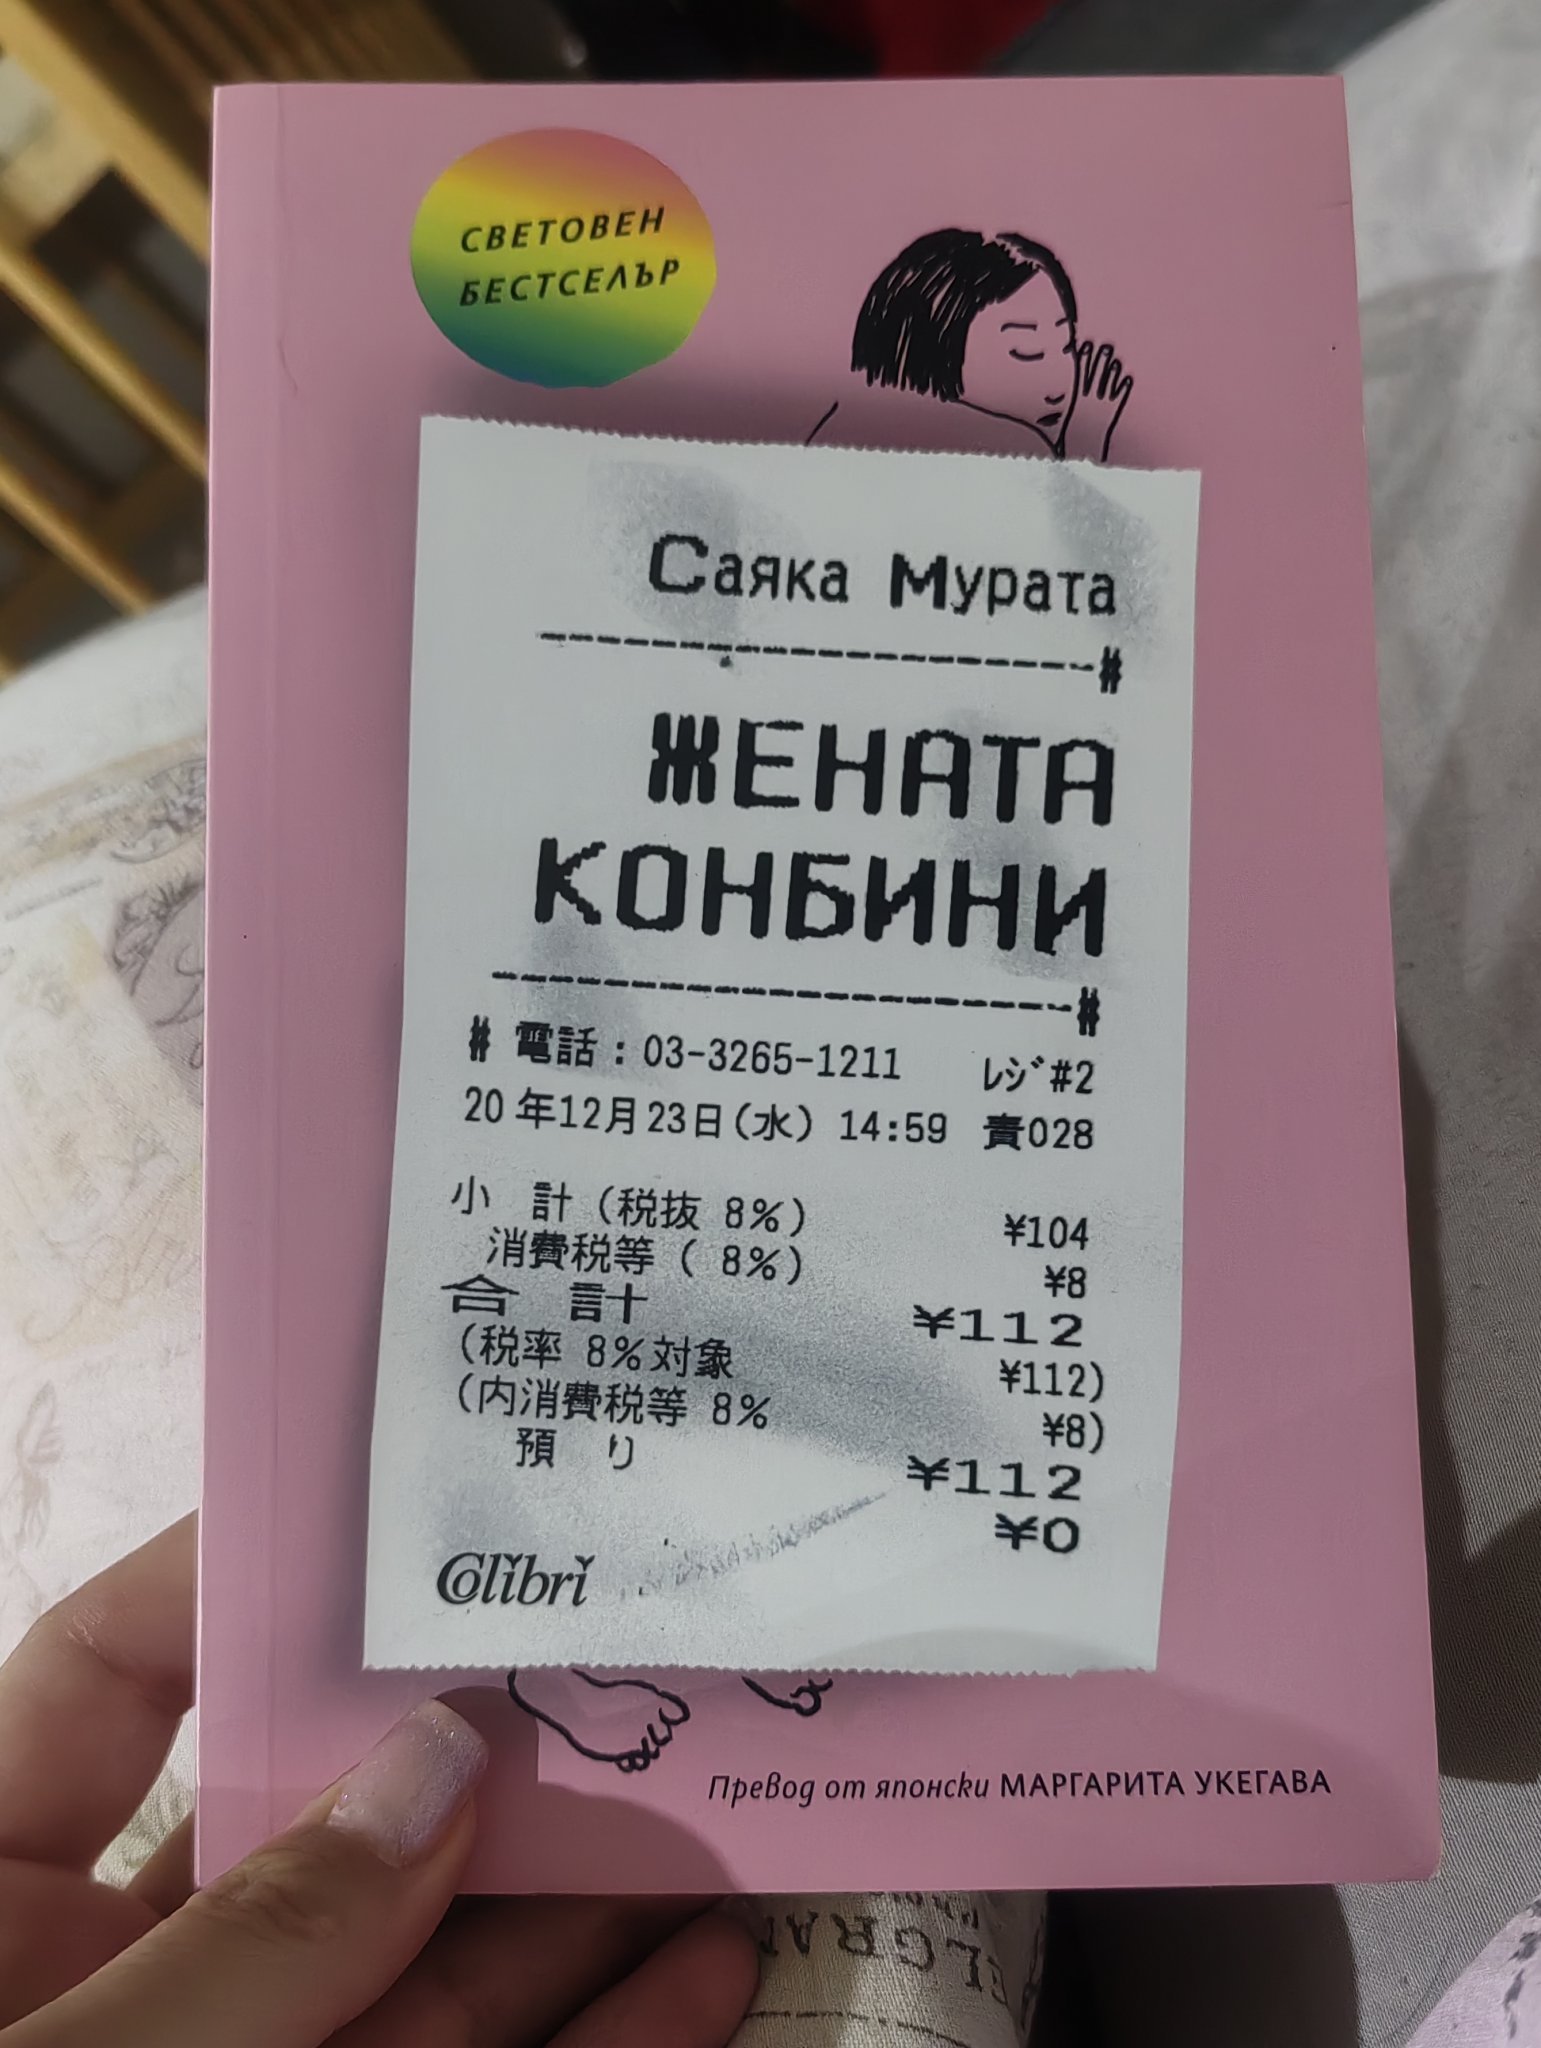 СВЕТОВЕН
БЕСТСЕЛЪР
Саяка Мурата
------------------------#
ЖЕНАТА
КОНБИНИ
------------------------#
# 電話：03-3265-1211 ﾚｼﾞ#2
20 年12月23日(水) 14:59 責028
小 計 (税抜 8%) ¥104
消費税等 ( 8%) ¥8
合 計 ¥112
(税率 8%対象 ¥112)
(内消費税等 8% ¥8)
預 り ¥112
¥0
Colibri
Превод от японски МАРГАРИТА УКЕГАВА